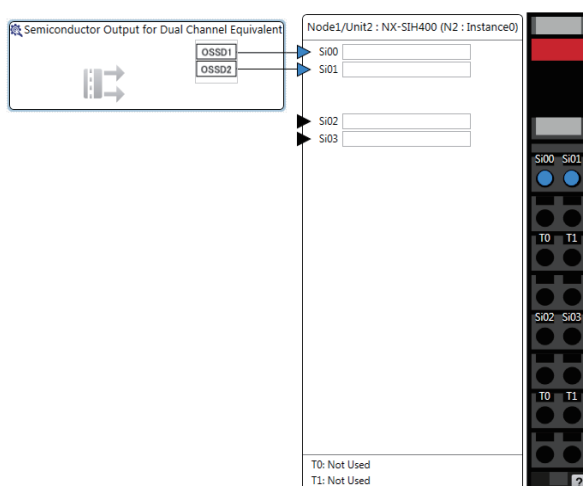 Semiconductor Output for Dual Channel Equivalent
OSSD1
OSSD2
Node1/Unit2 : NX-SIH400 (N2 : Instance0)
Si00
Si01
Si02
Si03
T0: Not Used
T1: Not Used
Si00 Si01
T0 T1
Si02 Si03
T0 T1
?